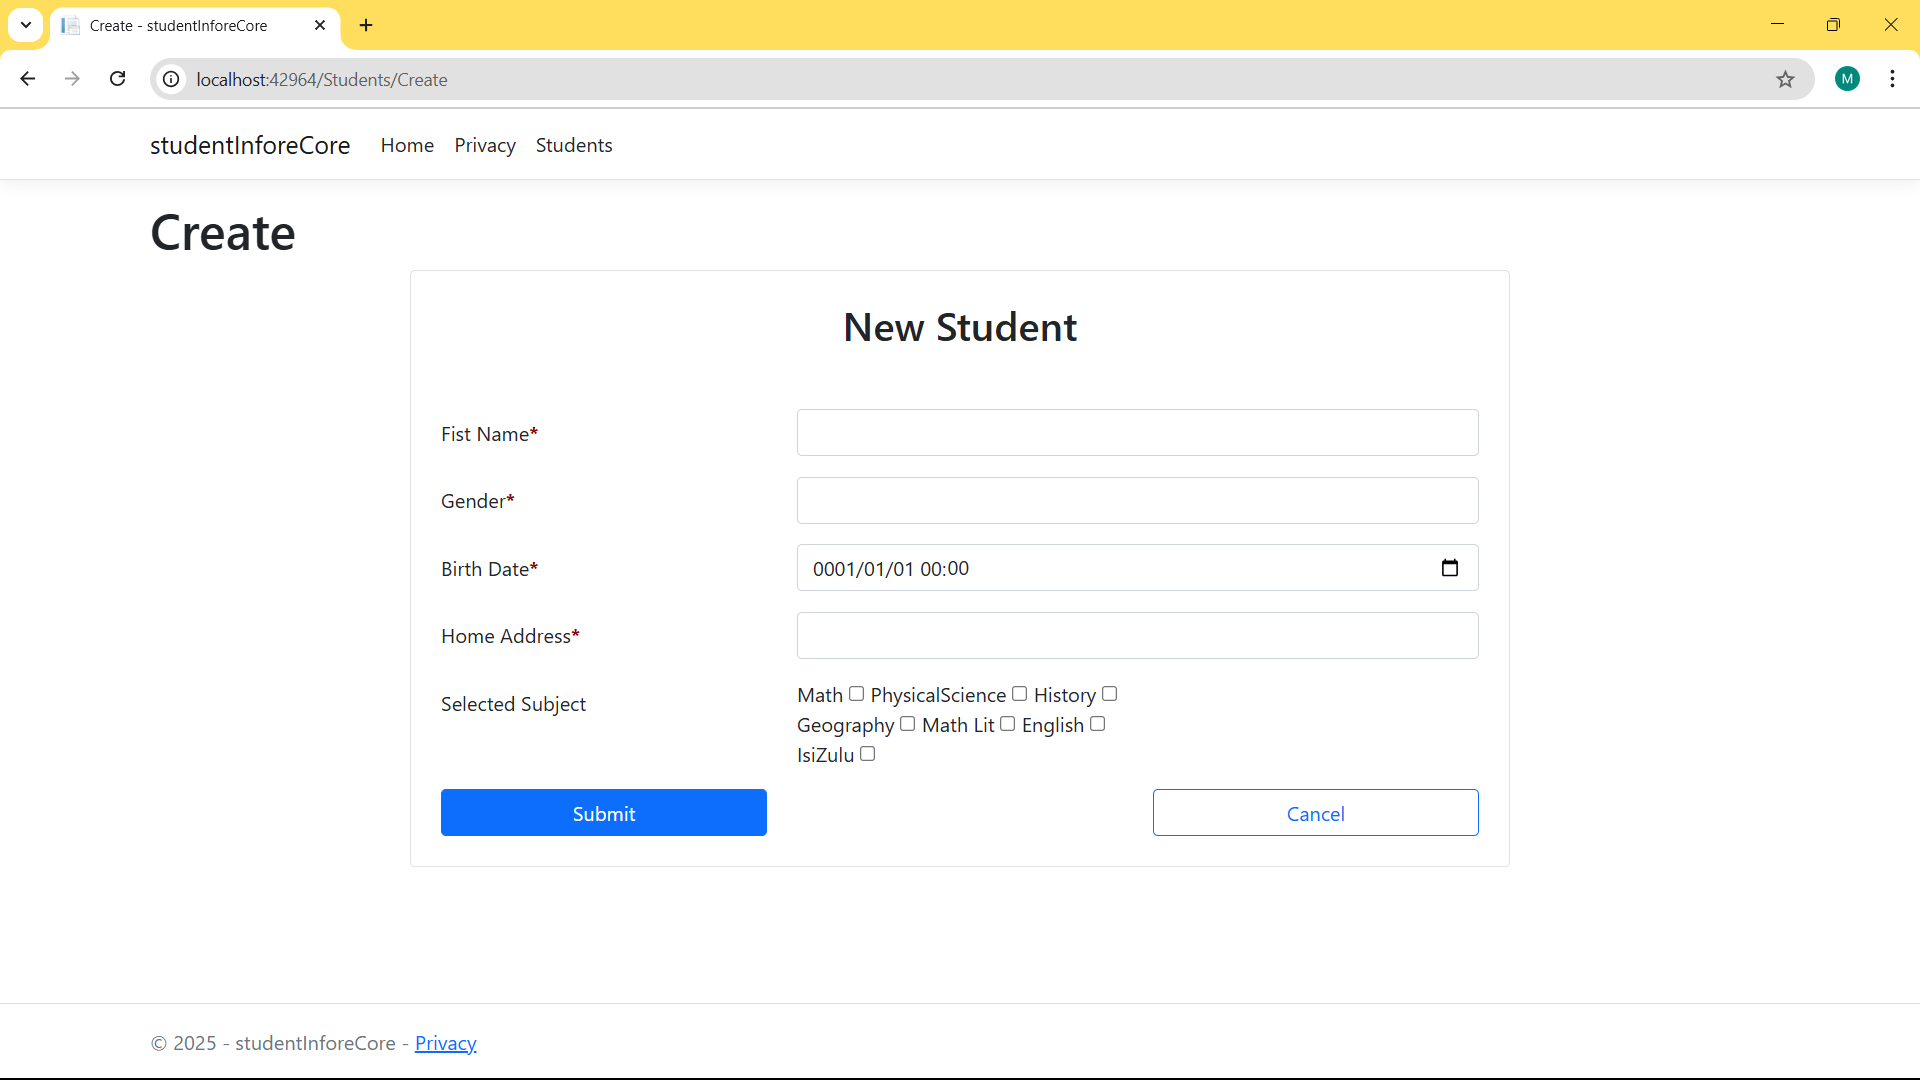 Create - studentInforeCore
localhost:42964/Students/Create
M
studentInforeCore Home Privacy Students
Create
New Student
Fist Name*
Gender*
Birth Date* 0001/01/01 00:00
Home Address*
Selected Subject Math PhysicalScience History
Geography Math Lit English
IsiZulu
Submit Cancel
© 2025 - studentInforeCore - Privacy